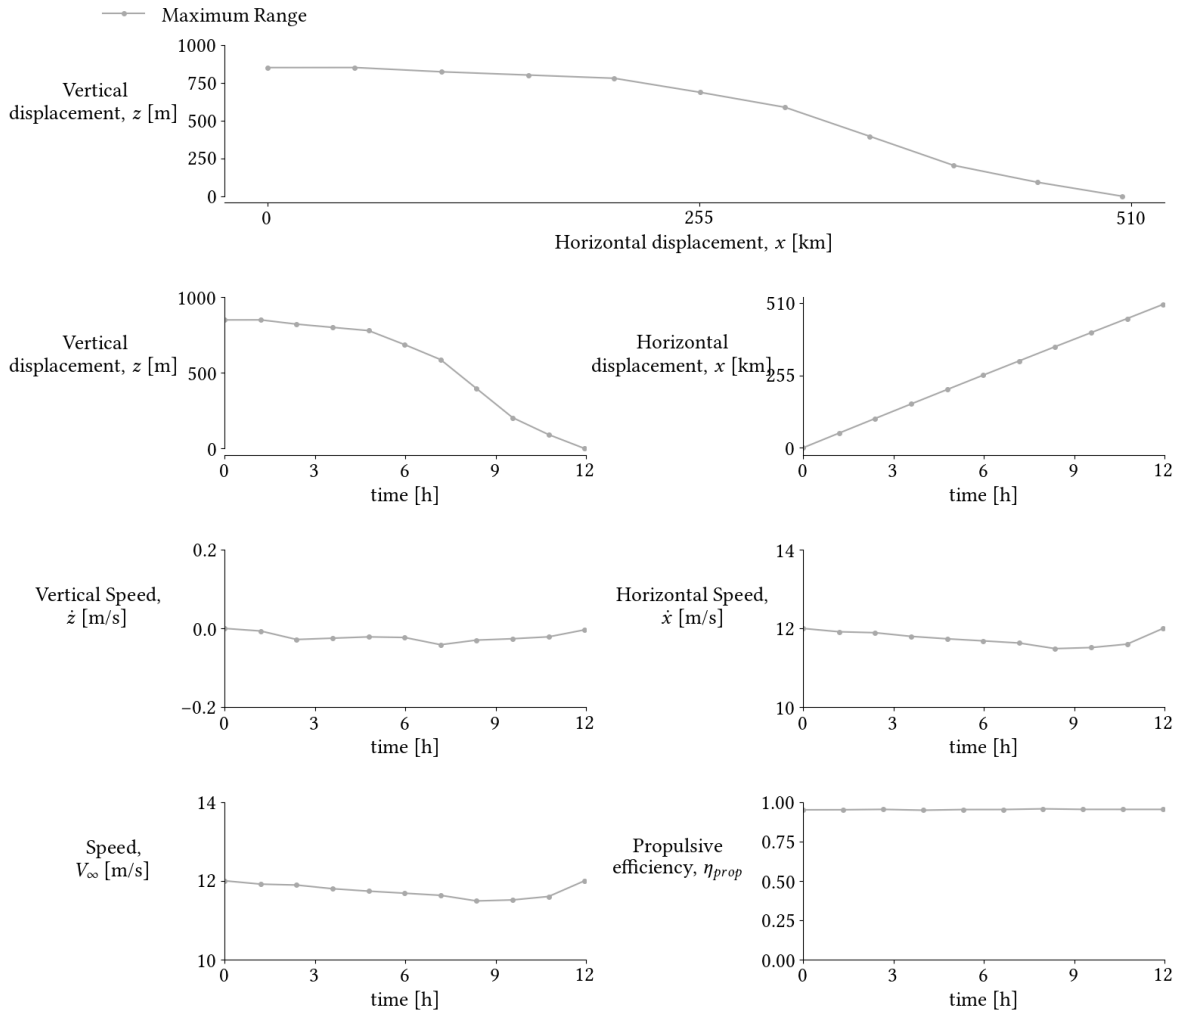 Maximum Range
1000
750
500
250
0
Vertical
displacement, z [m]
0 255 510
Horizontal displacement, x [km]
1000
500
0
Vertical
displacement, z [m]
0 3 6 9 12
time [h]
510
255
0
Horizontal
displacement, x [km]
0 3 6 9 12
time [h]
0.2
0.0
−0.2
Vertical Speed,
ż [m/s]
0 3 6 9 12
time [h]
14
12
10
Horizontal Speed,
ẋ [m/s]
0 3 6 9 12
time [h]
14
12
10
Speed,
V∞ [m/s]
0 3 6 9 12
time [h]
1.00
0.75
0.50
0.25
0.00
Propulsive
efficiency, ηprop
0 3 6 9 12
time [h]